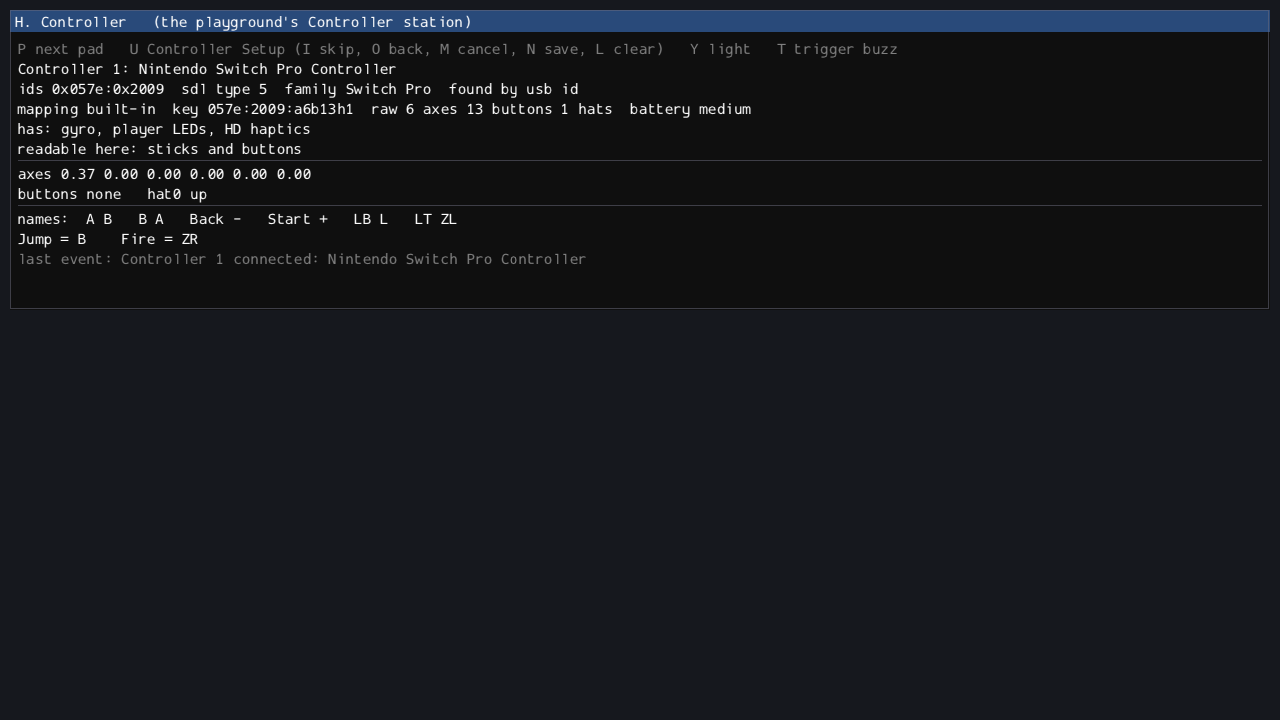 H. Controller (the playground's Controller station)
P next pad U Controller Setup (I skip, O back, M cancel, N save, L clear) Y light T trigger buzz
Controller 1: Nintendo Switch Pro Controller
ids 0x057e:0x2009 sdl type 5 family Switch Pro found by usb id
mapping built-in key 057e:2009:a6b13h1 raw 6 axes 13 buttons 1 hats battery medium
has: gyro, player LEDs, HD haptics
readable here: sticks and buttons
axes 0.37 0.00 0.00 0.00 0.00 0.00
buttons none hat0 up
names: A B B A Back - Start + LB L LT ZL
Jump = B Fire = ZR
last event: Controller 1 connected: Nintendo Switch Pro Controller